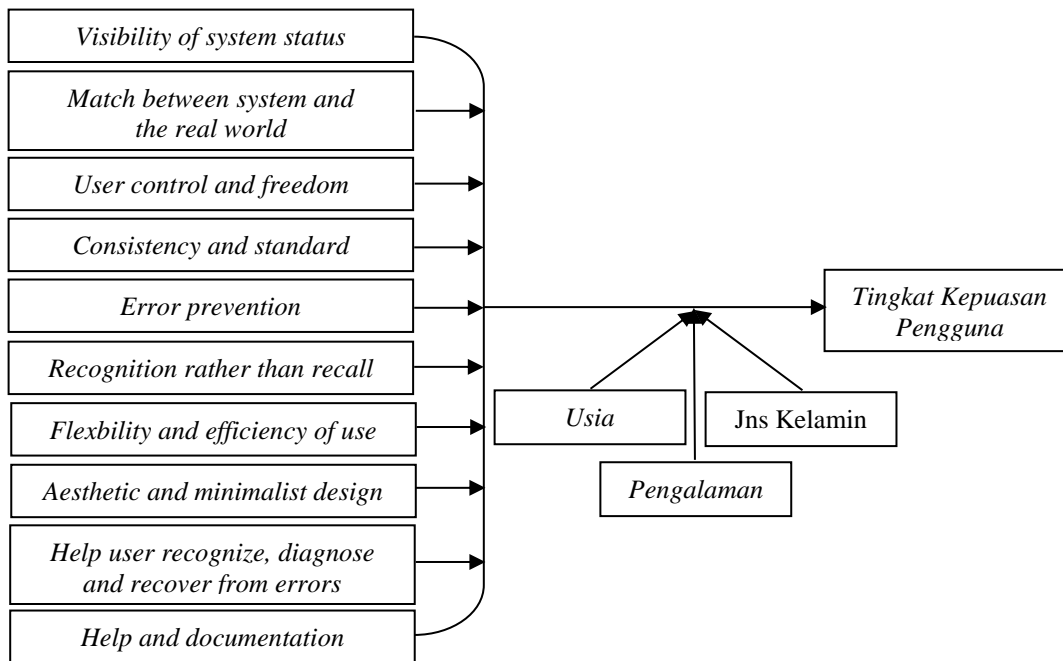 Visibility of system status
Match between system and
the real world
User control and freedom
Consistency and standard
Error prevention
Recognition rather than recall
Flexbility and efficiency of use
Aesthetic and minimalist design
Help user recognize, diagnose
and recover from errors
Help and documentation
Usia
Jns Kelamin
Pengalaman
Tingkat Kepuasan
Pengguna